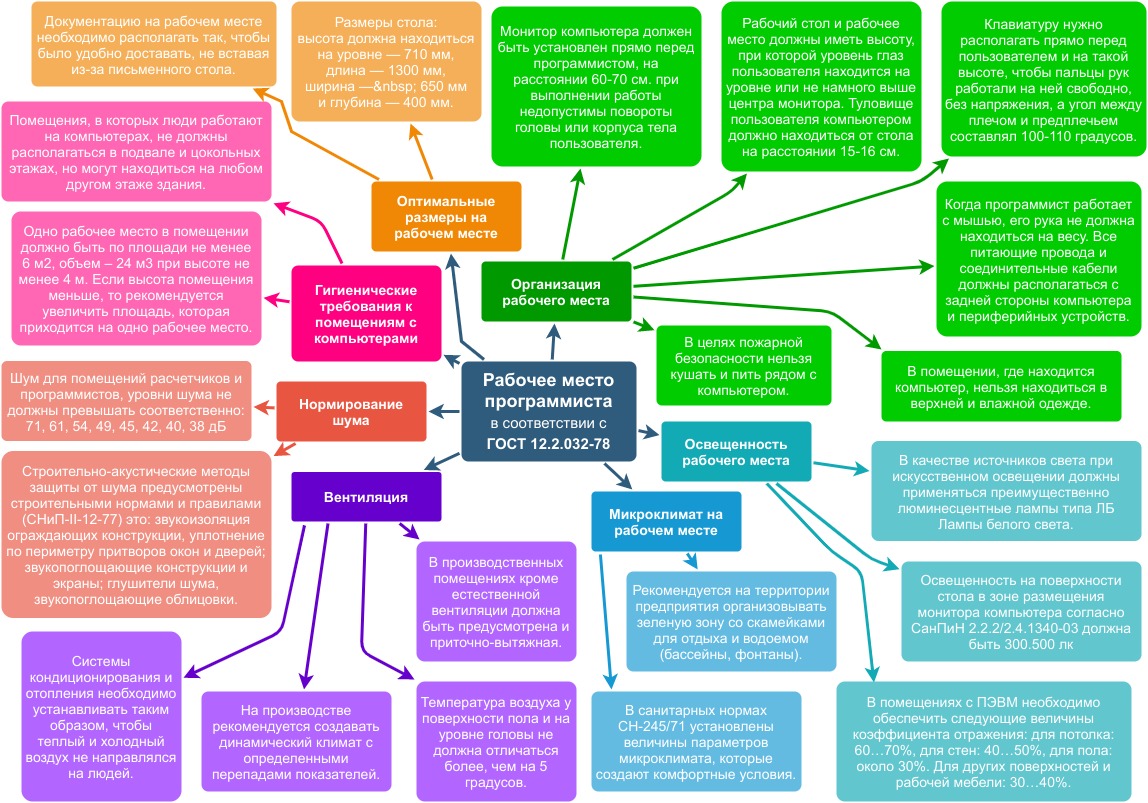 Документацию на рабочем месте
необходимо располагать так, чтобы
было удобно доставать, не вставая
из-за письменного стола.
Размеры стола:
высота должна находиться
на уровне — 710 мм,
длина — 1300 мм,
ширина —&nbsp; 650 мм
и глубина — 400 мм.
Монитор компьютера должен
быть установлен прямо перед
программистом, на
расстоянии 60-70 см. при
выполнении работы
недопустимы повороты
головы или корпуса тела
пользователя.
Рабочий стол и рабочее
место должны иметь высоту,
при которой уровень глаз
пользователя находится на
уровне или не намного выше
центра монитора. Туловище
пользователя компьютером
должно находиться от стола
на расстоянии 15-16 см.
Клавиатуру нужно
располагать прямо перед
пользователем и на такой
высоте, чтобы пальцы рук
работали на ней свободно,
без напряжения, а угол между
плечом и предплечьем
составлял 100-110 градусов.
Помещения, в которых люди работают
на компьютерах, не должны
располагаться в подвале и цокольных
этажах, но могут находиться на любом
другом этаже здания.
Оптимальные
размеры на
рабочем месте
Когда программист работает
с мышью, его рука не должна
находиться на весу. Все
питающие провода и
соединительные кабели
должны располагаться с
задней стороны компьютера
и периферийных устройств.
Одно рабочее место в помещении
должно быть по площади не менее
6 м2, объем – 24 м3 при высоте не
менее 4 м. Если высота помещения
меньше, то рекомендуется
увеличить площадь, которая
приходится на одно рабочее место.
Гигиенические
требования к
помещениям с
компьютерами
Организация
рабочего места
В целях пожарной
безопасности нельзя
кушать и пить рядом с
компьютером.
В помещении, где находится
компьютер, нельзя находиться в
верхней и влажной одежде.
Шум для помещений расчетчиков и
программистов, уровни шума не
должны превышать соответственно:
71, 61, 54, 49, 45, 42, 40, 38 дБ
Нормирование
шума
Рабочее место
программиста
в соответствии с
ГОСТ 12.2.032-78
Освещенность
рабочего места
В качестве источников света при
искусственном освещении должны
применяться преимущественно
люминесцентные лампы типа ЛБ
Лампы белого света.
Строительно-акустические методы
защиты от шума предусмотрены
строительными нормами и правилами
(СНиП-II-12-77) это: звукоизоляция
ограждающих конструкции, уплотнение
по периметру притворов окон и дверей;
звукопоглощающие конструкции и
экраны; глушители шума,
звукопоглощающие облицовки.
Вентиляция
Микроклимат на
рабочем месте
В производственных
помещениях кроме
естественной
вентиляции должна
быть предусмотрена и
приточно-вытяжная.
Рекомендуется на территории
предприятия организовывать
зеленую зону со скамейками
для отдыха и водоемом
(бассейны, фонтаны).
Освещенность на поверхности
стола в зоне размещения
монитора компьютера согласно
СанПиН 2.2.2/2.4.1340-03 должна
быть 300.500 лк
Системы
кондиционирования и
отопления необходимо
устанавливать таким
образом, чтобы
теплый и холодный
воздух не направлялся
на людей.
На производстве
рекомендуется создавать
динамический климат с
определенными
перепадами показателей.
Температура воздуха у
поверхности пола и на
уровне головы не
должна отличаться
более, чем на 5
градусов.
В санитарных нормах
СН-245/71 установлены
величины параметров
микроклимата, которые
создают комфортные условия.
В помещениях с ПЭВМ необходимо
обеспечить следующие величины
коэффициента отражения: для потолка:
60…70%, для стен: 40…50%, для пола:
около 30%. Для других поверхностей и
рабочей мебели: 30…40%.